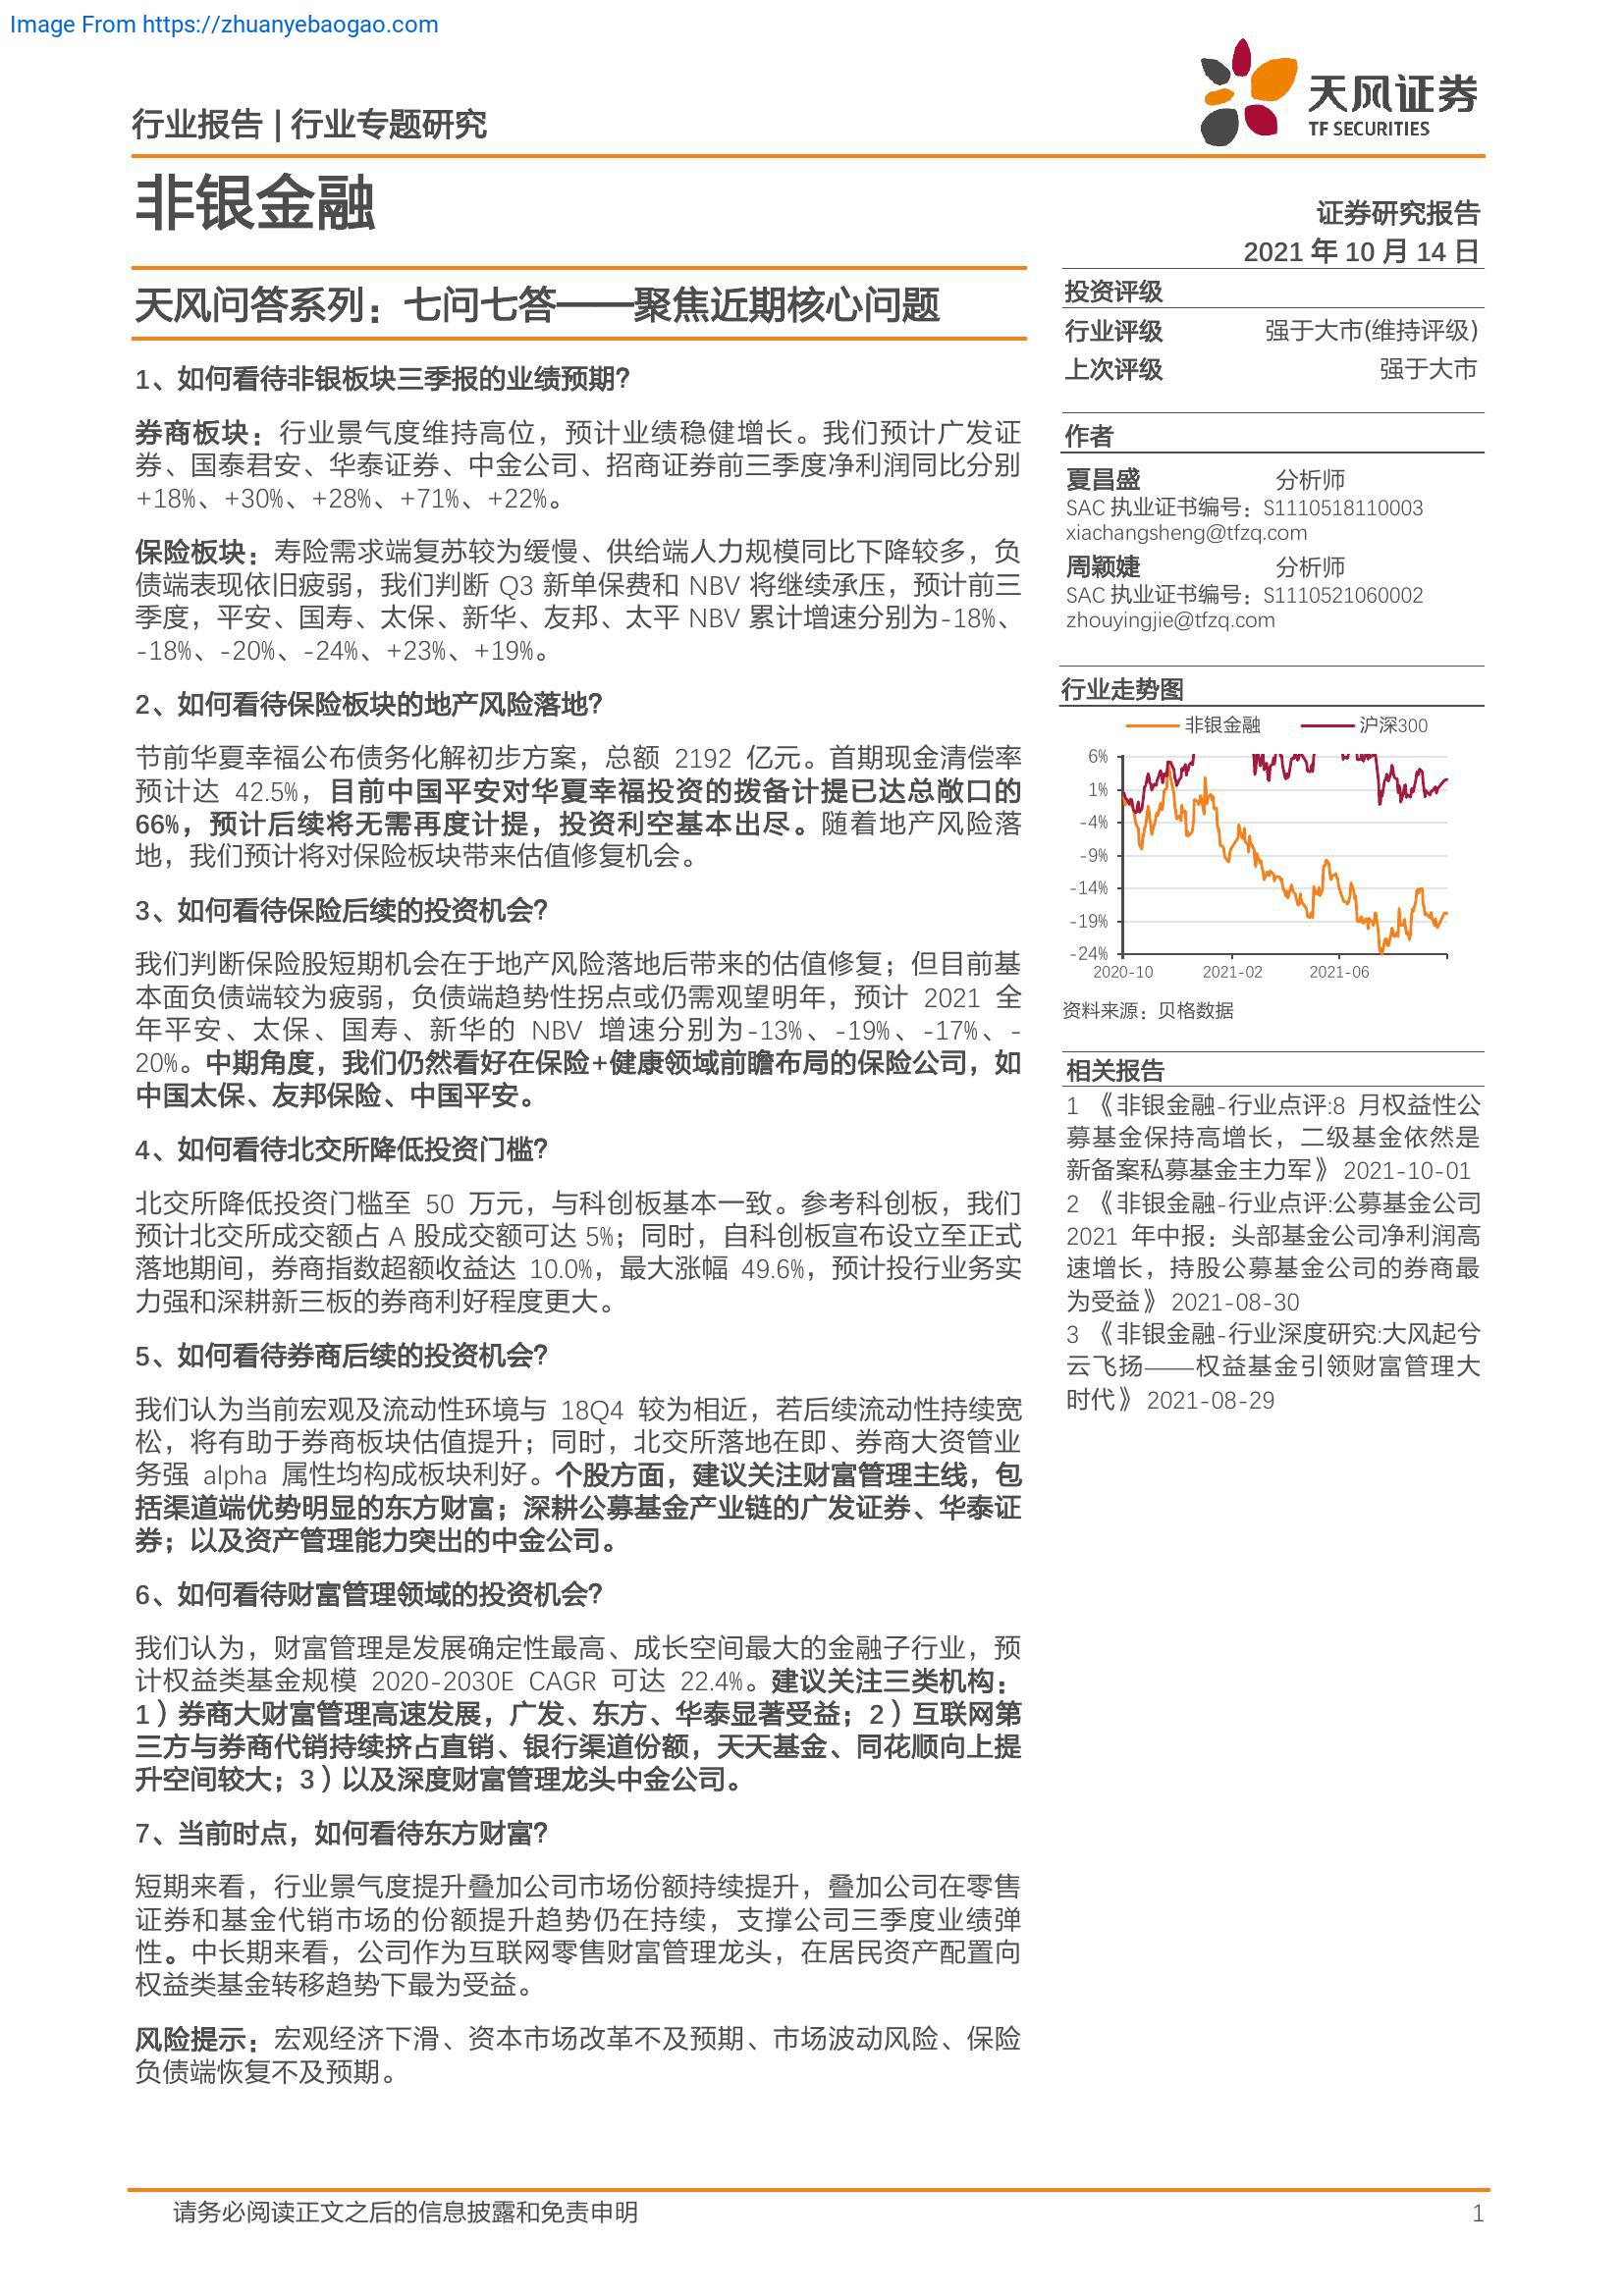 Image From https://zhuanyebaogao.com
行业报告 | 行业专题研究
天风证券
TF SECURITIES
非银金融
证券研究报告
2021 年 10 月 14 日
天风问答系列：七问七答——聚焦近期核心问题
1、如何看待非银板块三季报的业绩预期？
券商板块：行业景气度维持高位，预计业绩稳健增长。我们预计广发证
券、国泰君安、华泰证券、中金公司、招商证券前三季度净利润同比分别
+18%、+30%、+28%、+71%、+22%。
保险板块：寿险需求端复苏较为缓慢、供给端人力规模同比下降较多，负
债端表现依旧疲弱，我们判断 Q3 新单保费和 NBV 将继续承压，预计前三
季度，平安、国寿、太保、新华、友邦、太平 NBV 累计增速分别为-18%、
-18%、-20%、-24%、+23%、+19%。
2、如何看待保险板块的地产风险落地？
节前华夏幸福公布债务化解初步方案，总额 2192 亿元。首期现金清偿率
预计达 42.5%，目前中国平安对华夏幸福投资的拨备计提已达总敞口的
66%，预计后续将无需再度计提，投资利空基本出尽。随着地产风险落
地，我们预计将对保险板块带来估值修复机会。
3、如何看待保险后续的投资机会？
我们判断保险股短期机会在于地产风险落地后带来的估值修复；但目前基
本面负债端较为疲弱，负债端趋势性拐点或仍需观望明年，预计 2021 全
年平安、太保、国寿、新华的 NBV 增速分别为-13%、-19%、-17%、-
20%。中期角度，我们仍然看好在保险+健康领域前瞻布局的保险公司，如
中国太保、友邦保险、中国平安。
4、如何看待北交所降低投资门槛？
北交所降低投资门槛至 50 万元，与科创板基本一致。参考科创板，我们
预计北交所成交额占 A 股成交额可达 5%；同时，自科创板宣布设立至正式
落地期间，券商指数超额收益达 10.0%，最大涨幅 49.6%，预计投行业务实
力强和深耕新三板的券商利好程度更大。
5、如何看待券商后续的投资机会？
我们认为当前宏观及流动性环境与 18Q4 较为相近，若后续流动性持续宽
松，将有助于券商板块估值提升；同时，北交所落地在即、券商大资管业
务强 alpha 属性均构成板块利好。个股方面，建议关注财富管理主线，包
括渠道端优势明显的东方财富；深耕公募基金产业链的广发证券、华泰证
券；以及资产管理能力突出的中金公司。
6、如何看待财富管理领域的投资机会？
我们认为，财富管理是发展确定性最高、成长空间最大的金融子行业，预
计权益类基金规模 2020-2030E CAGR 可达 22.4%。建议关注三类机构：
1）券商大财富管理高速发展，广发、东方、华泰显著受益；2）互联网第
三方与券商代销持续挤占直销、银行渠道份额，天天基金、同花顺向上提
升空间较大；3）以及深度财富管理龙头中金公司。
7、当前时点，如何看待东方财富？
短期来看，行业景气度提升叠加公司市场份额持续提升，叠加公司在零售
证券和基金代销市场的份额提升趋势仍在持续，支撑公司三季度业绩弹
性。中长期来看，公司作为互联网零售财富管理龙头，在居民资产配置向
权益类基金转移趋势下最为受益。
风险提示：宏观经济下滑、资本市场改革不及预期、市场波动风险、保险
负债端恢复不及预期。
投资评级
行业评级 强于大市(维持评级)
上次评级 强于大市
作者
夏昌盛 分析师
SAC 执业证书编号：S1110518110003
xiachangsheng@tfzq.com
周颖婕 分析师
SAC 执业证书编号：S1110521060002
zhouyingjie@tfzq.com
行业走势图
非银金融 沪深300
6%
1%
-4%
-9%
-14%
-19%
-24%
2020-10 2021-02 2021-06
资料来源：贝格数据
相关报告
1 《非银金融-行业点评:8 月权益性公
募基金保持高增长，二级基金依然是
新备案私募基金主力军》 2021-10-01
2 《非银金融-行业点评:公募基金公司
2021 年中报：头部基金公司净利润高
速增长，持股公募基金公司的券商最
为受益》 2021-08-30
3 《非银金融-行业深度研究:大风起兮
云飞扬——权益基金引领财富管理大
时代》 2021-08-29
请务必阅读正文之后的信息披露和免责申明 1